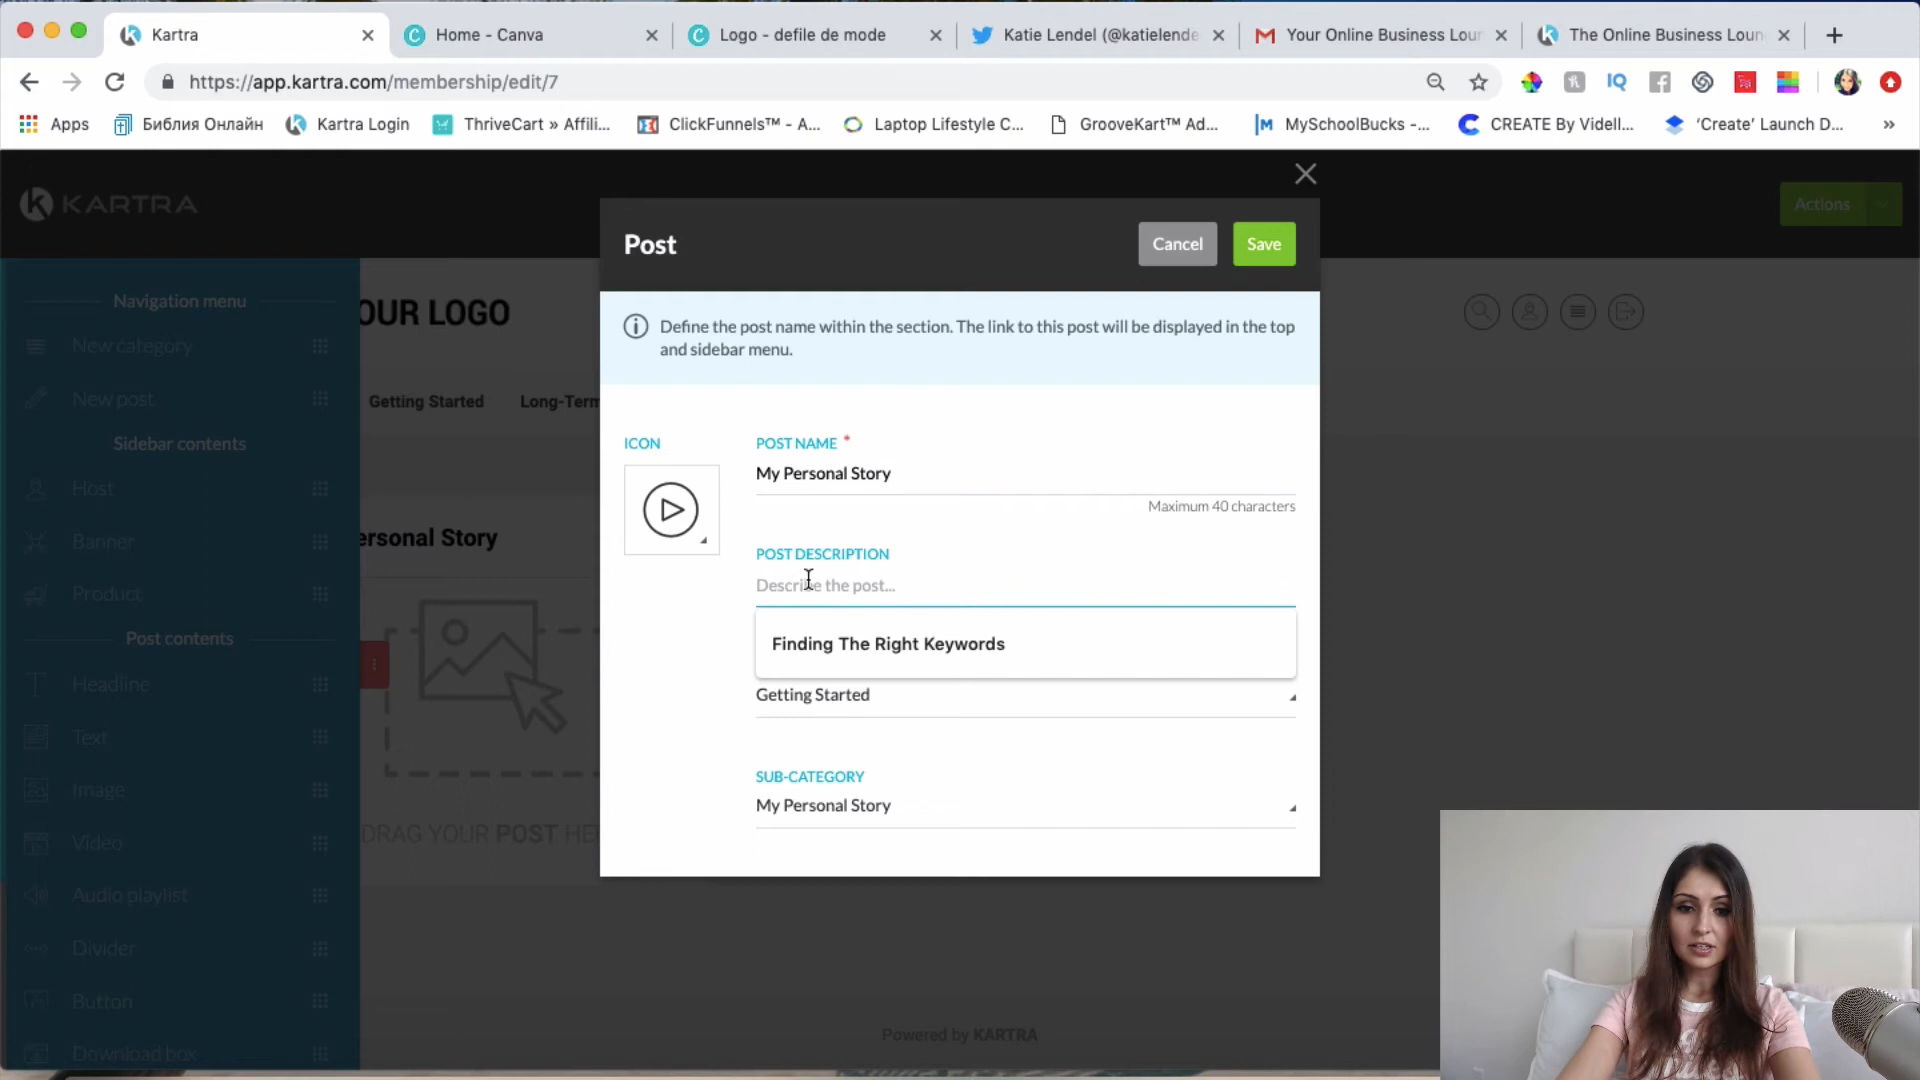 Kartra
Home - Canva
Logo - defile de mode
Katie Lendel (@katielende
Your Online Business Lour
The Online Business Loun
https://app.kartra.com/membership/edit/7
Apps
Библия Онлайн
Kartra Login
ThriveCart » Affili...
ClickFunnels™ - A...
Laptop Lifestyle C...
GrooveKart™ Ad...
MySchoolBucks -...
CREATE By Videll...
'Create' Launch D...
KARTRA
Actions
Post
Cancel
Save
Define the post name within the section. The link to this post will be displayed in the top
and sidebar menu.
Navigation menu
New category
New post
Sidebar contents
Host
Banner
Product
Post contents
Headline
Text
Image
Video
Audio playlist
Divider
Button
Download box
OUR LOGO
Getting Started
Long-Term
ersonal Story
DRAG YOUR POST HE
ICON
POST NAME *
My Personal Story
Maximum 40 characters
POST DESCRIPTION
Describe the post...
Finding The Right Keywords
Getting Started
SUB-CATEGORY
My Personal Story
Powered by KARTRA